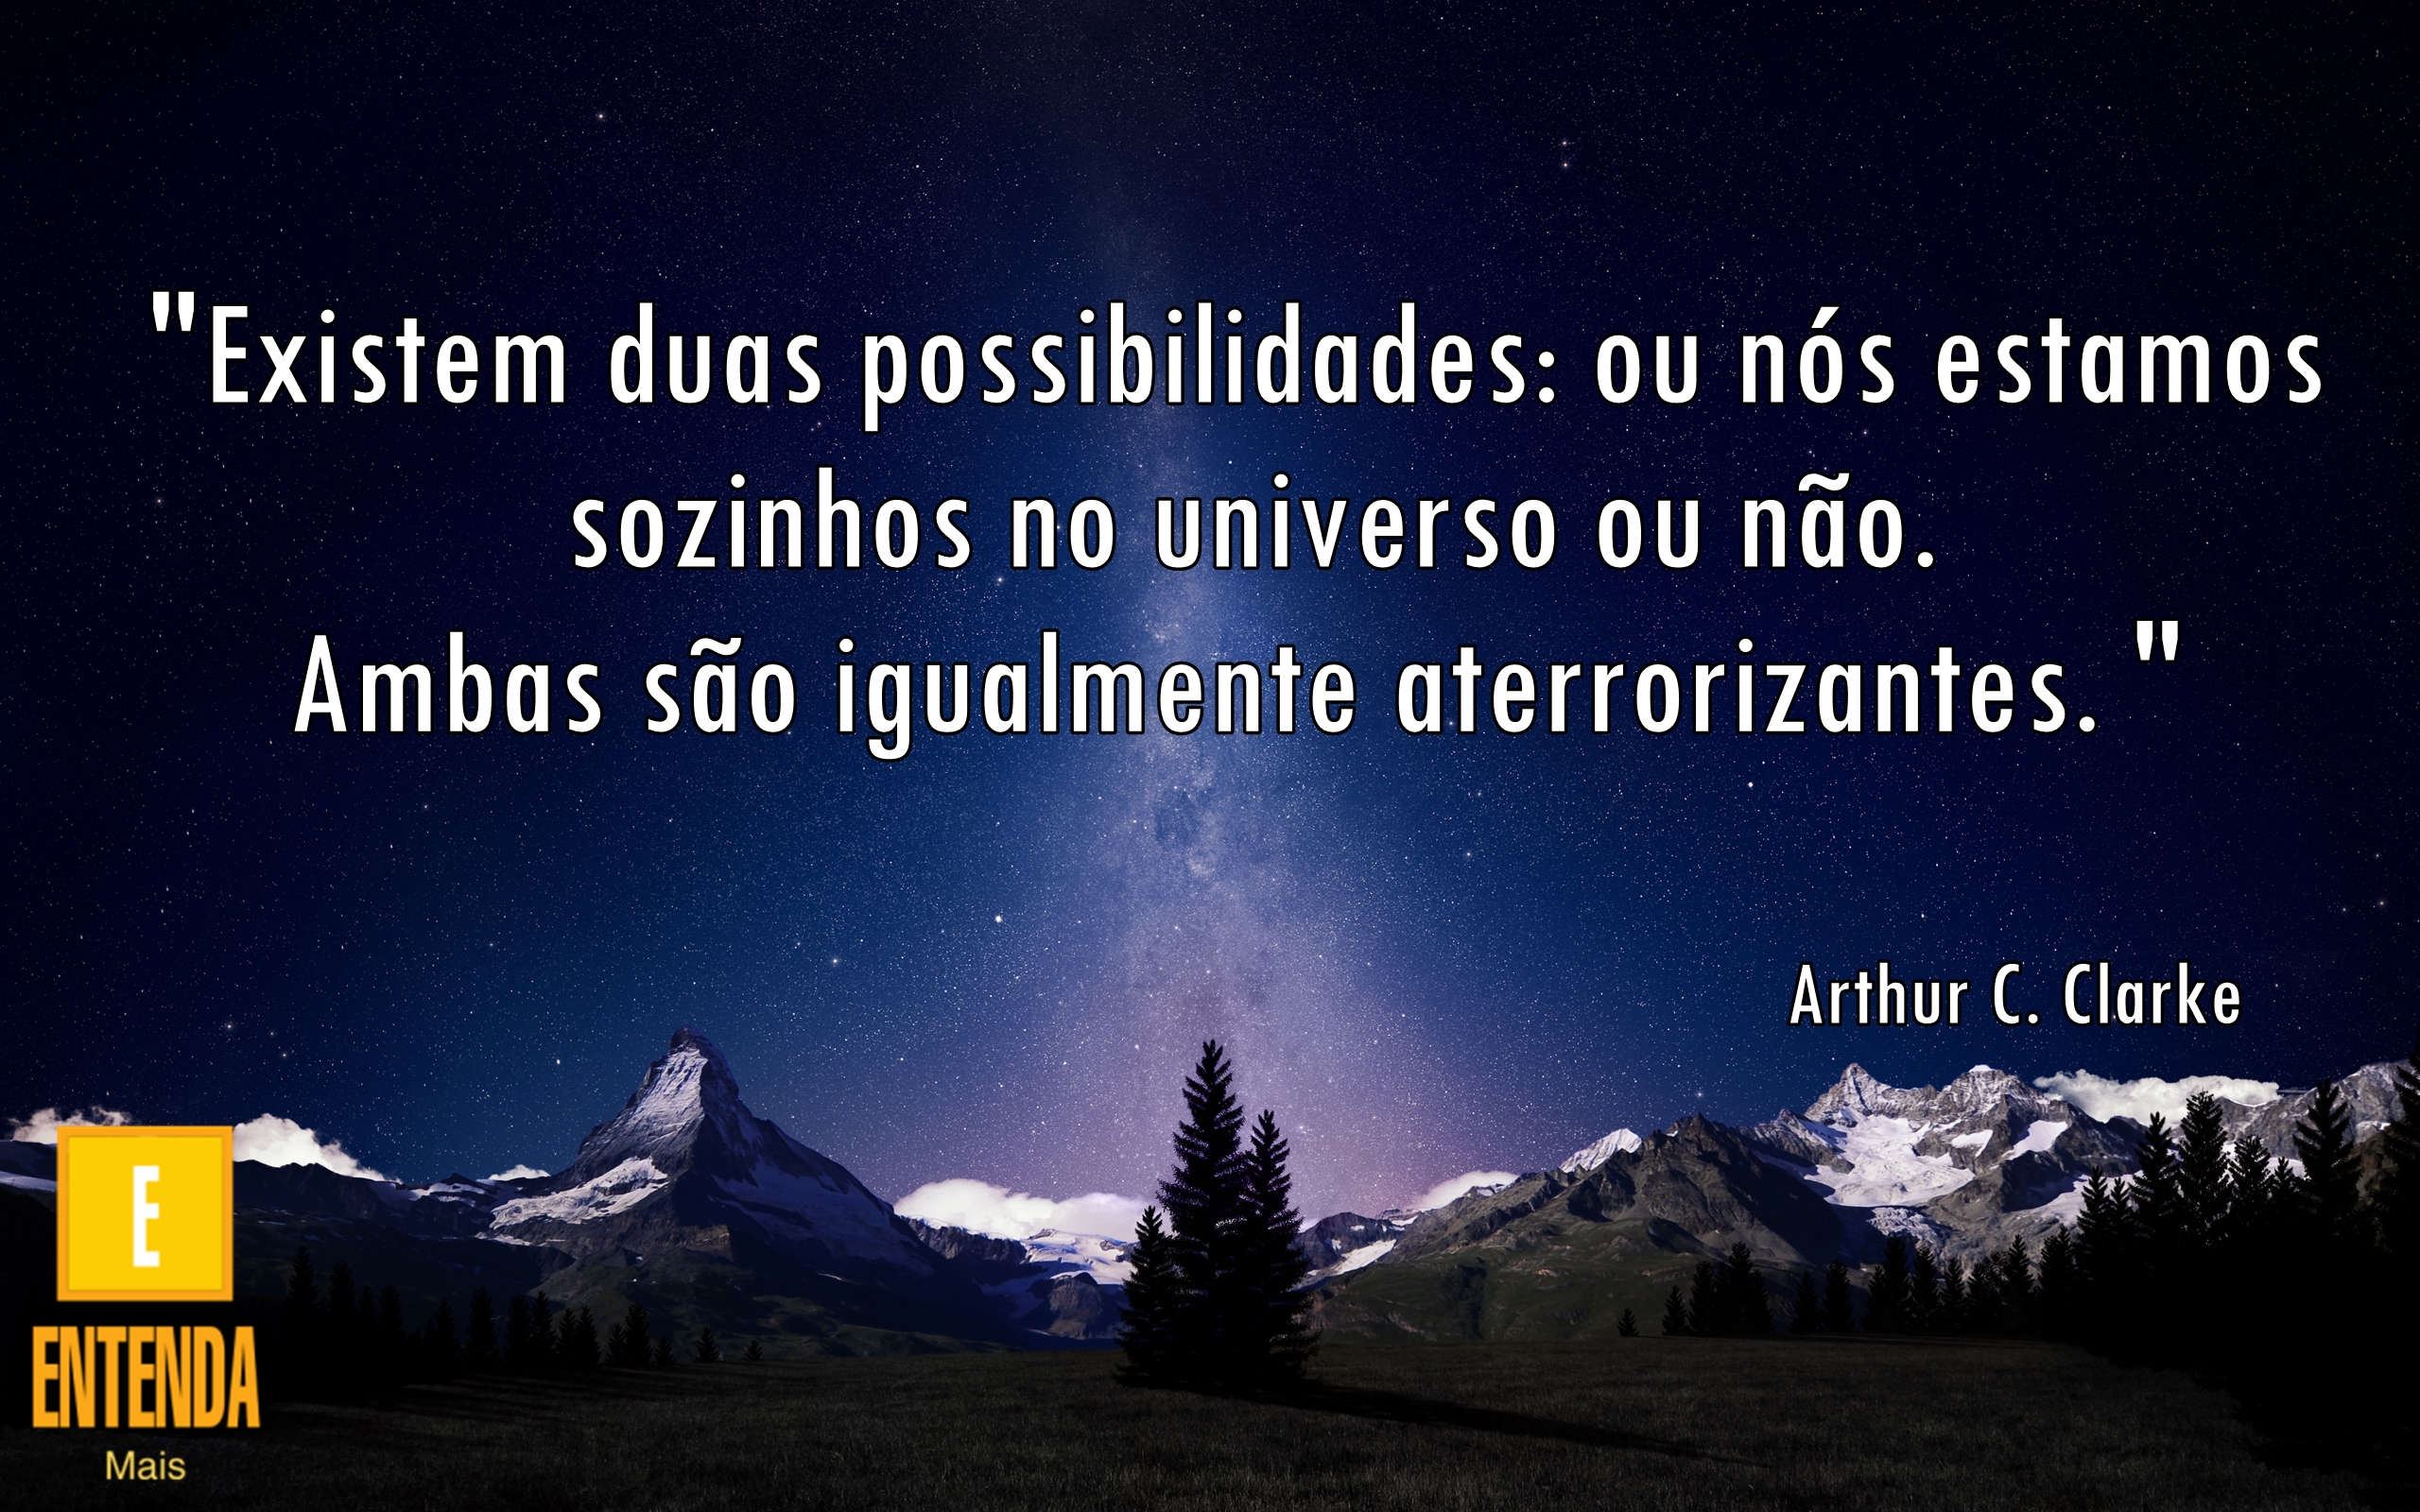 "Existem duas possibilidades: ou nós estamos
sozinhos no universo ou não.
Ambas são igualmente aterrorizantes. "
Arthur C. Clarke
E
ENTENDA
Mais